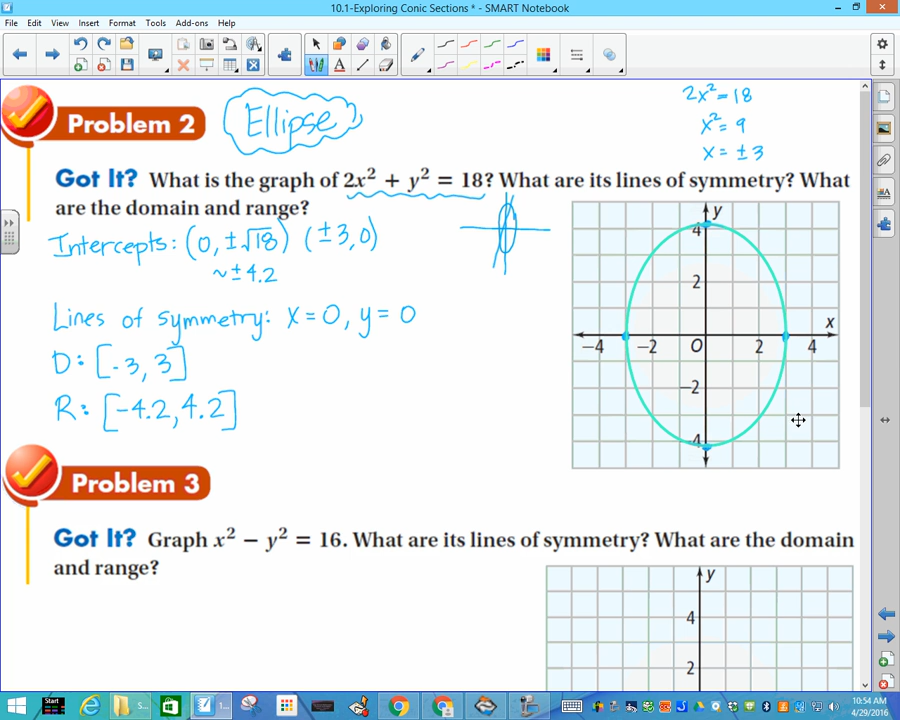 10.1-Exploring Conic Sections * - SMART Notebook
File Edit View Insert Format Tools Add-ons Help
Problem 2
Ellipse
2x² = 18
x² = 9
x = ±3
Got It? What is the graph of 2x² + y² = 18? What are its lines of symmetry? What
are the domain and range?
Intercepts: (0, ±√18) (±3, 0)
~±4.2
Lines of symmetry: x = 0, y = 0
D: [-3, 3]
R: [-4.2, 4.2]
y
4
2
x
−4 −2 O 2 4
−2
4
Problem 3
Got It? Graph x² − y² = 16. What are its lines of symmetry? What are the domain
and range?
y
4
2
Start
S...
1...
10:54 AM
4/29/2016